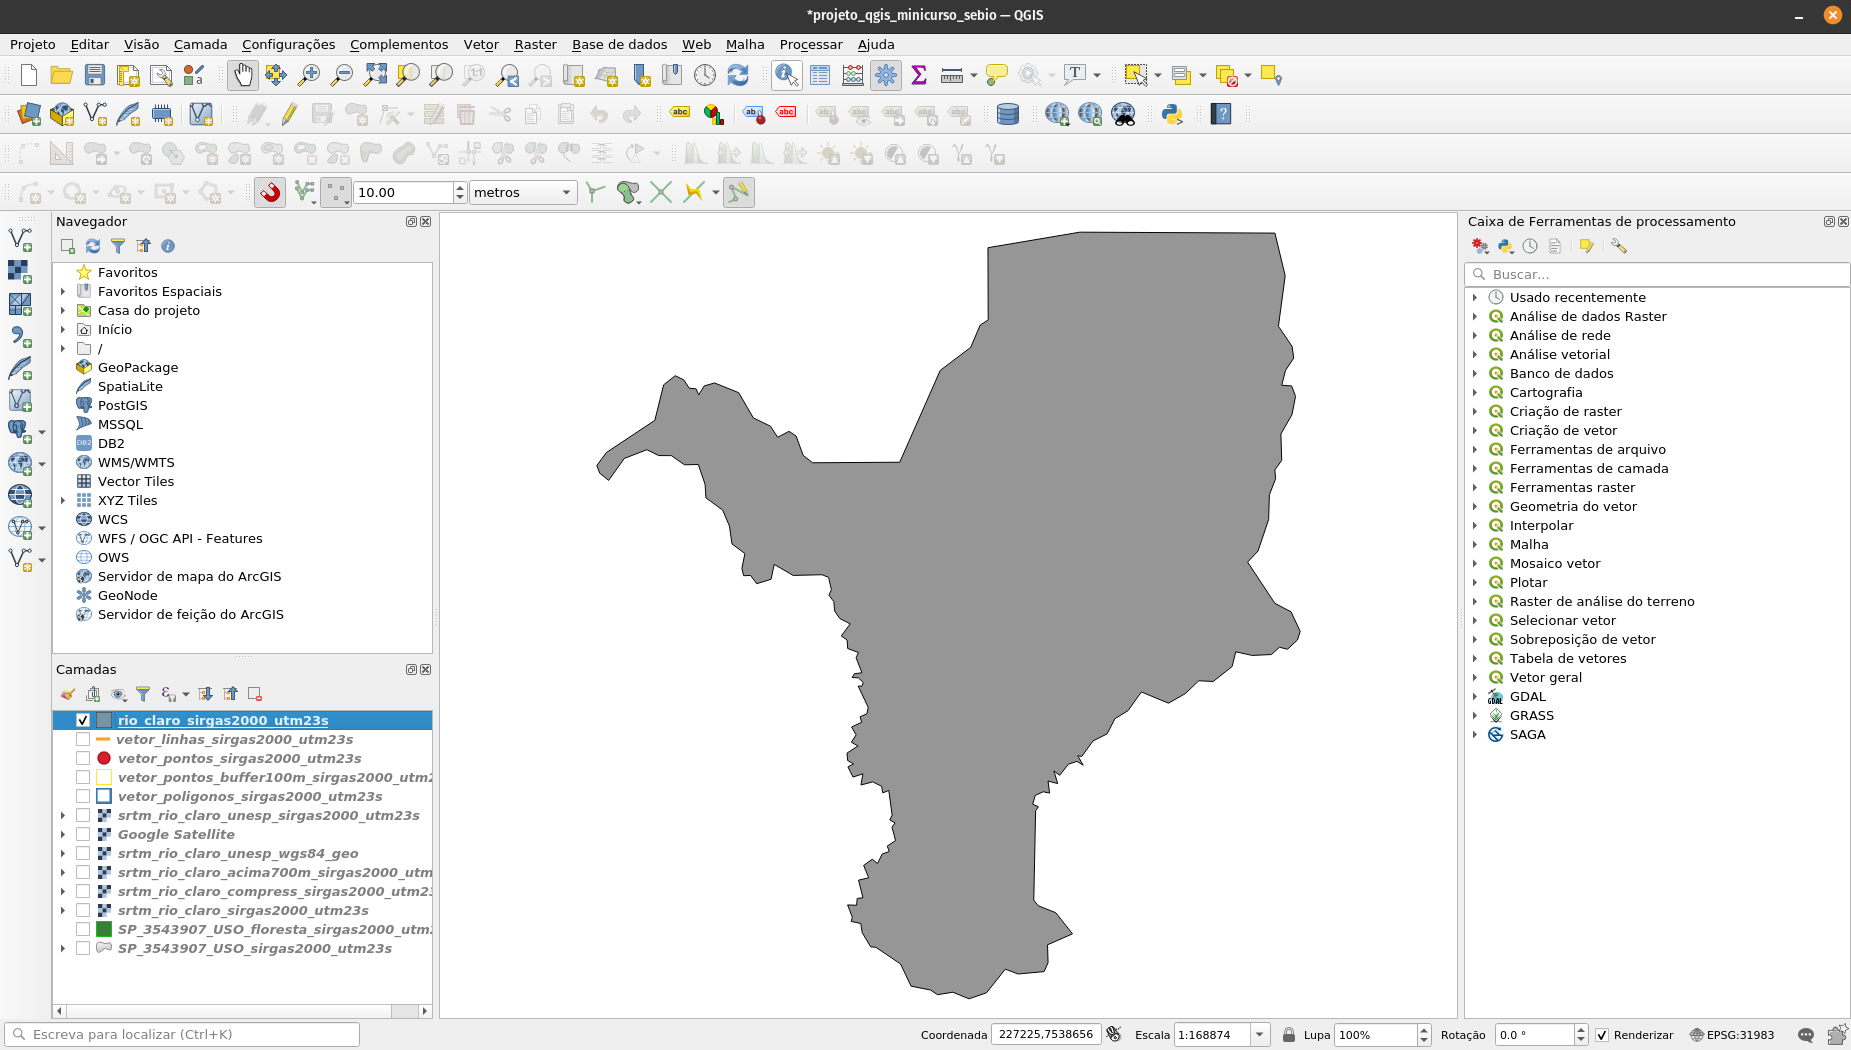 *projeto_qgis_minicurso_sebio — QGIS
Projeto Editar Visão Camada Configurações Complementos Vetor Raster Base de dados Web Malha Processar Ajuda
10.00 metros
Navegador
Favoritos
Favoritos Espaciais
Casa do projeto
Início
/
GeoPackage
SpatiaLite
PostGIS
MSSQL
DB2
WMS/WMTS
Vector Tiles
XYZ Tiles
WCS
WFS / OGC API - Features
OWS
Servidor de mapa do ArcGIS
GeoNode
Servidor de feição do ArcGIS
Camadas
rio_claro_sirgas2000_utm23s
vetor_linhas_sirgas2000_utm23s
vetor_pontos_sirgas2000_utm23s
vetor_pontos_buffer100m_sirgas2000_utm2
vetor_poligonos_sirgas2000_utm23s
srtm_rio_claro_unesp_sirgas2000_utm23s
Google Satellite
srtm_rio_claro_unesp_wgs84_geo
srtm_rio_claro_acima700m_sirgas2000_utm
srtm_rio_claro_compress_sirgas2000_utm23
srtm_rio_claro_sirgas2000_utm23s
SP_3543907_USO_floresta_sirgas2000_utm
SP_3543907_USO_sirgas2000_utm23s
Caixa de Ferramentas de processamento
Buscar...
Usado recentemente
Análise de dados Raster
Análise de rede
Análise vetorial
Banco de dados
Cartografia
Criação de raster
Criação de vetor
Ferramentas de arquivo
Ferramentas de camada
Ferramentas raster
Geometria do vetor
Interpolar
Malha
Mosaico vetor
Plotar
Raster de análise do terreno
Selecionar vetor
Sobreposição de vetor
Tabela de vetores
Vetor geral
GDAL
GRASS
SAGA
Escreva para localizar (Ctrl+K) Coordenada 227225,7538656 Escala 1:168874 Lupa 100% Rotação 0.0 ° Renderizar EPSG:31983